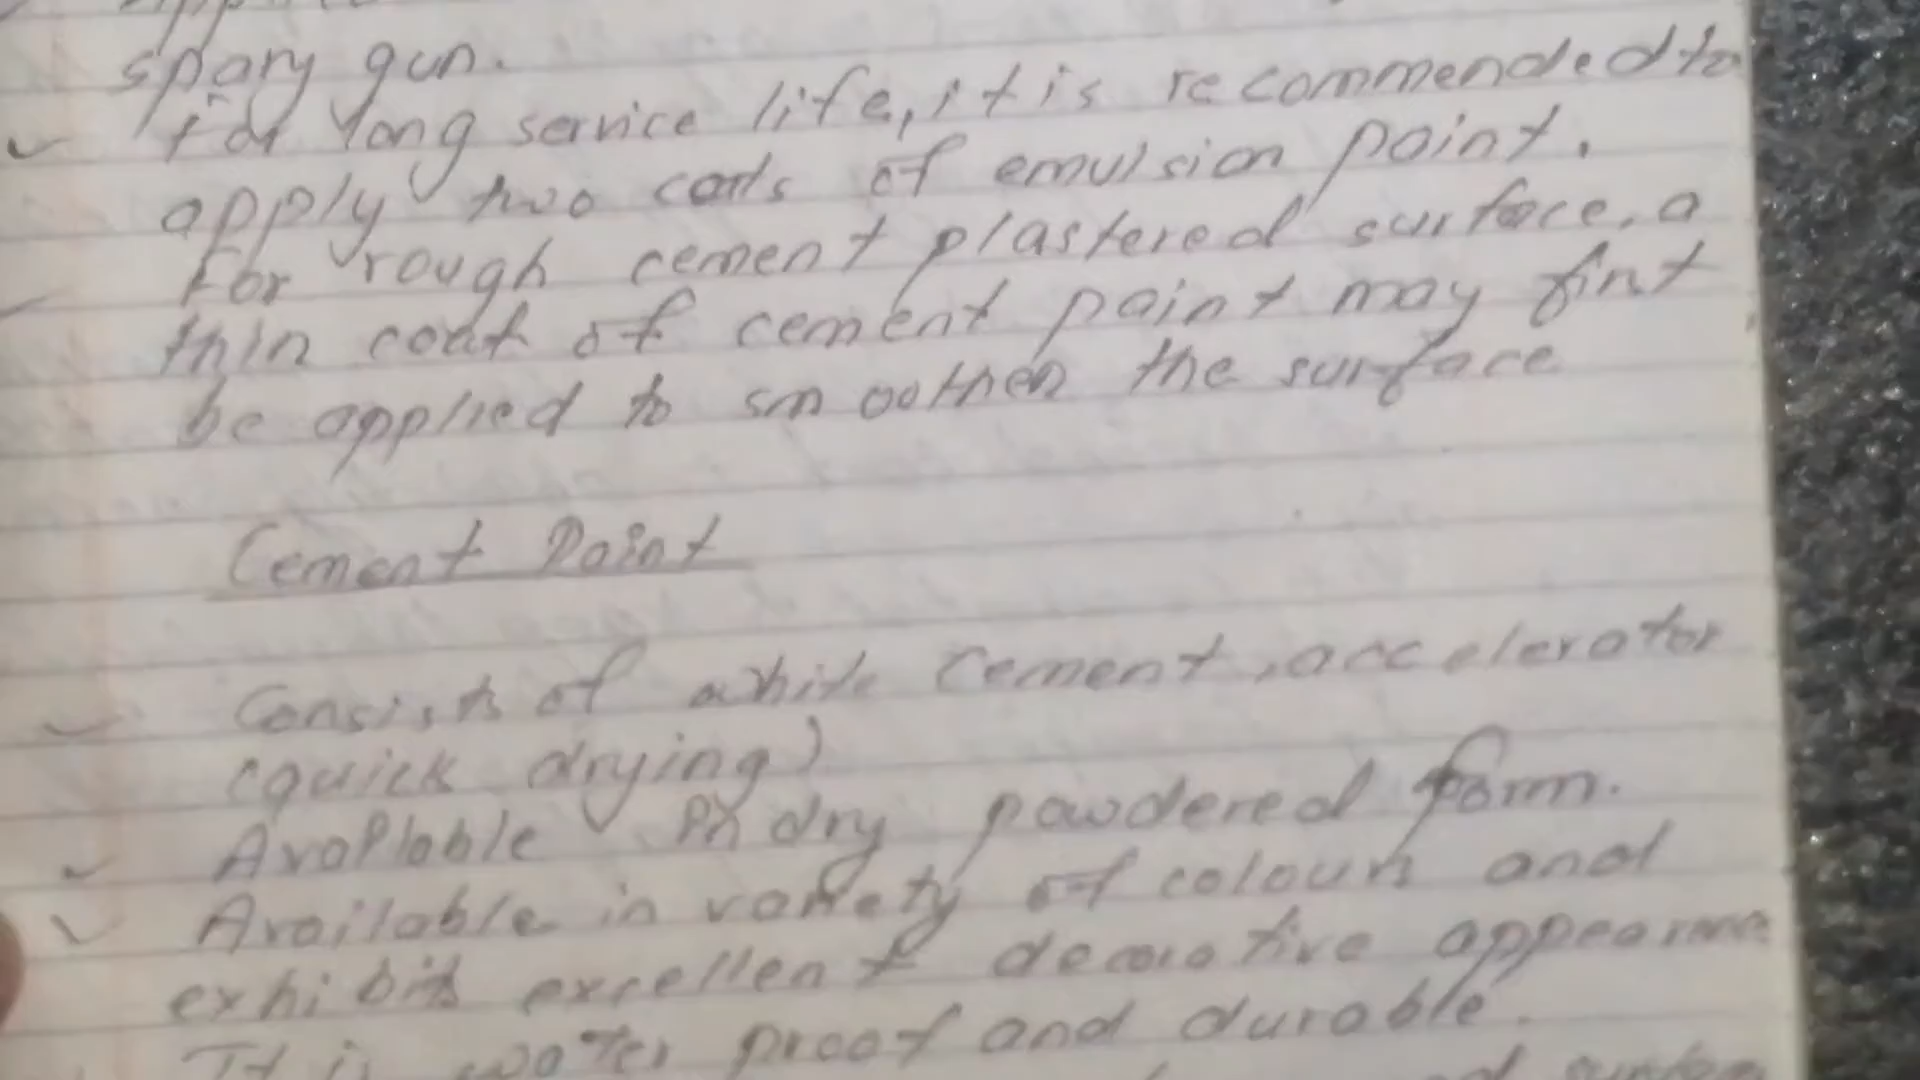 spary gun.
for long service life, it is recommended to
apply two coats of emulsion paint.
For rough cement plastered surface, a
thin coat of cement paint may first
be applied to smoothen the surface
Cement Paint
Consists of white Cement, accelerator
(quick drying)
Available in dry powdered form.
Available in variety of colours and
exhibits excellent decorative appearance
It is water proof and durable.